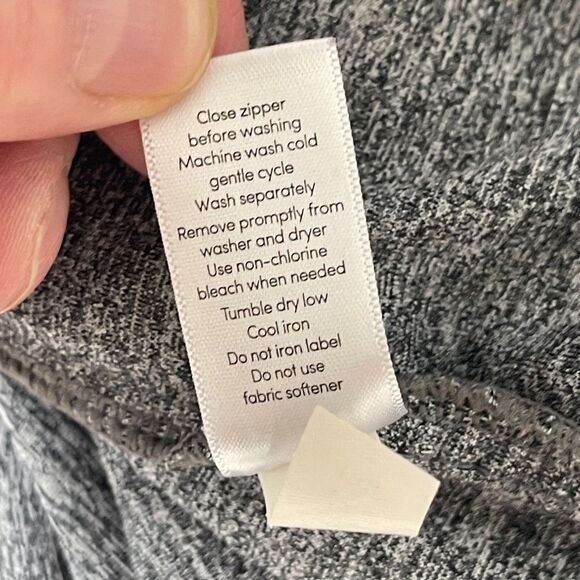 Close zipper
before washing
Machine wash cold
gentle cycle
Wash separately
Remove promptly from
washer and dryer
Use non-chlorine
bleach when needed
Tumble dry low
Cool iron
Do not iron label
Do not use
fabric softener